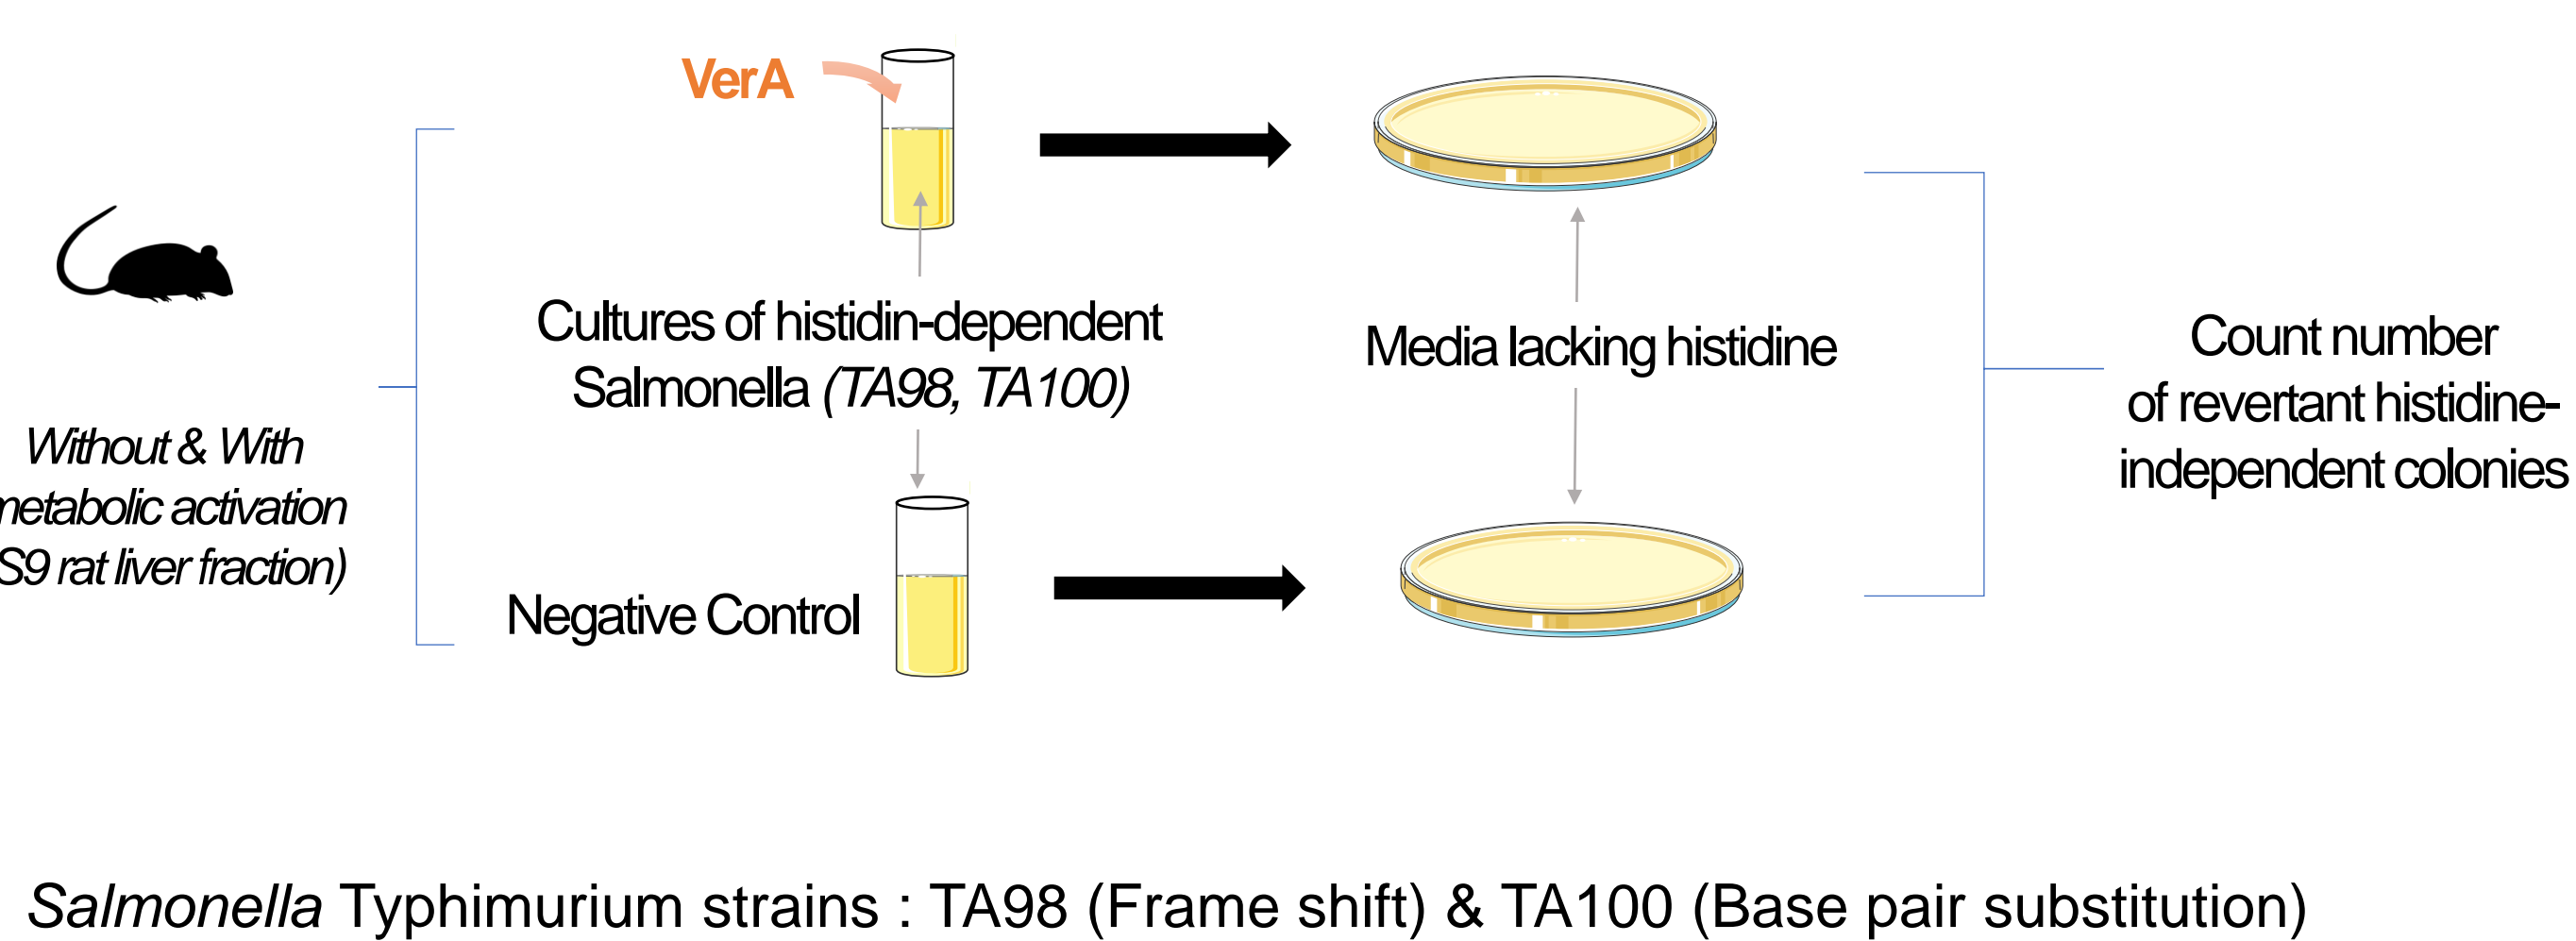 VerA
Cultures of histidin-dependent
Salmonella (TA98, TA100)
Without & With
metabolic activation
S9 rat liver fraction)
Negative Control
Media lacking histidine
Count number
of revertant histidine-
independent colonies
Salmonella Typhimurium strains : TA98 (Frame shift) & TA100 (Base pair substitution)